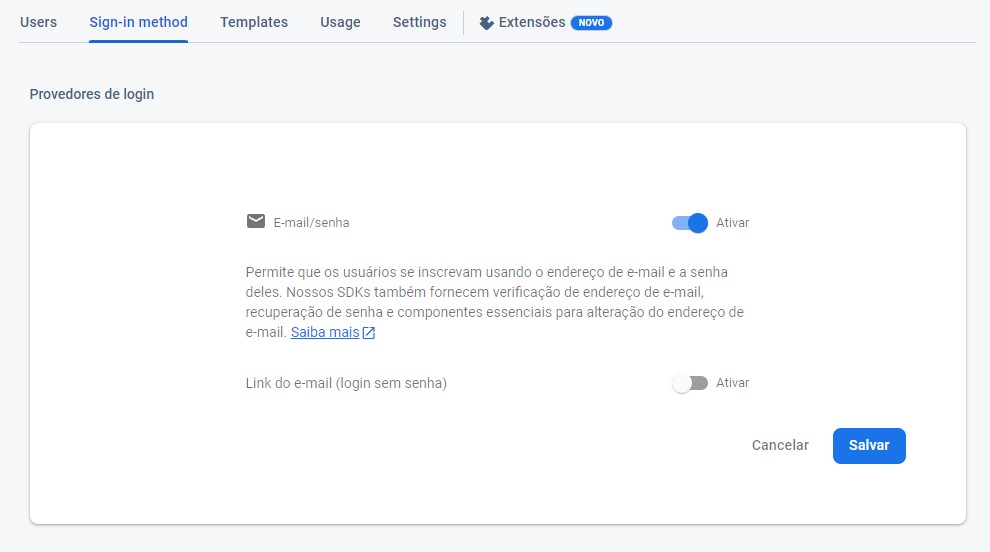 Users Sign-in method Templates Usage Settings Extensões NOVO
Provedores de login
E-mail/senha Ativar
Permite que os usuários se inscrevam usando o endereço de e-mail e a senha
deles. Nossos SDKs também fornecem verificação de endereço de e-mail,
recuperação de senha e componentes essenciais para alteração do endereço de
e-mail. Saiba mais
Link do e-mail (login sem senha) Ativar
Cancelar Salvar